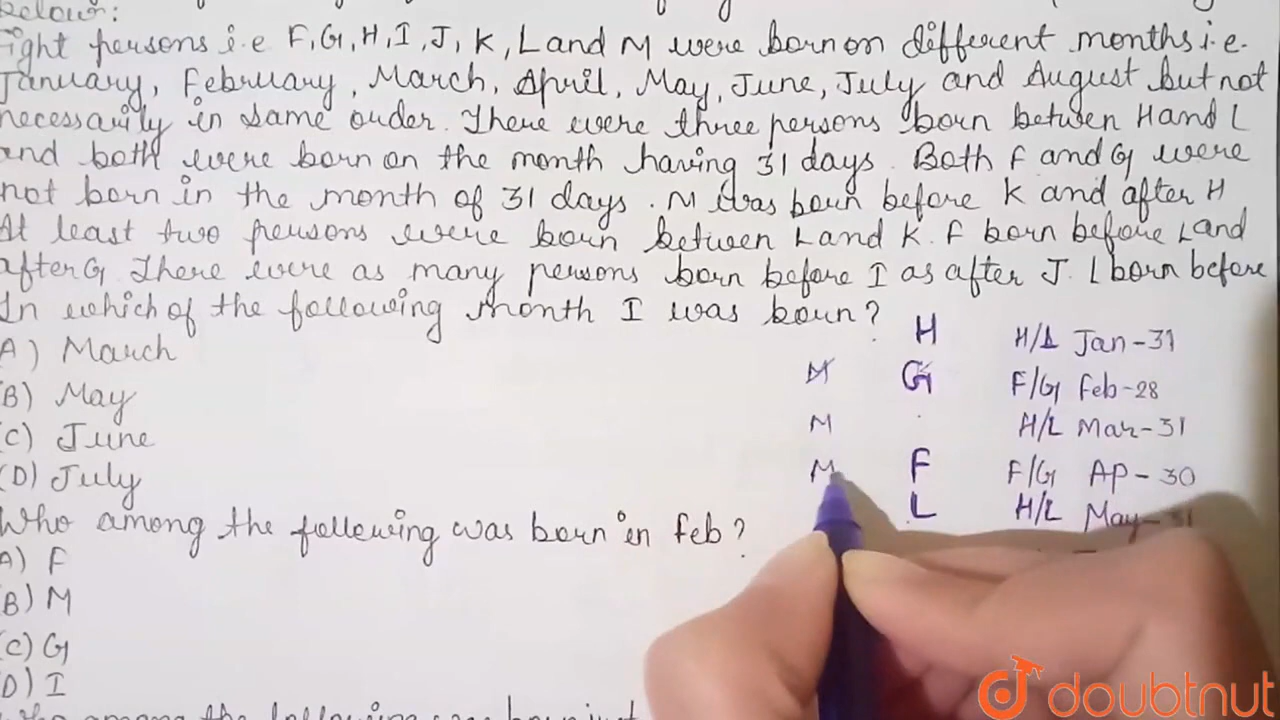 Below:
Eight persons i.e F, G, H, I, J, K, L and M were born on different months i.e.
January, February, March, April, May, June, July and August but not
necessarily in same order. There were three persons born betwen H and L
and both were born on the month having 31 days. Both F and G were
not born in the month of 31 days. M was born before K and after H
At least two persons were born between L and K. F born before L and
after G. There were as many persons born before I as after J. L born before
In which of the following month I was born?
A) March
(B) May
(C) June
(D) July
Who among the following was born in feb?
A) F
(B) M
(C) G
(D) I
H H/L Jan-31
M G F/G feb-28
M H/L Mar-31
M F F/G AP-30
L H/L May-31
doubtnut